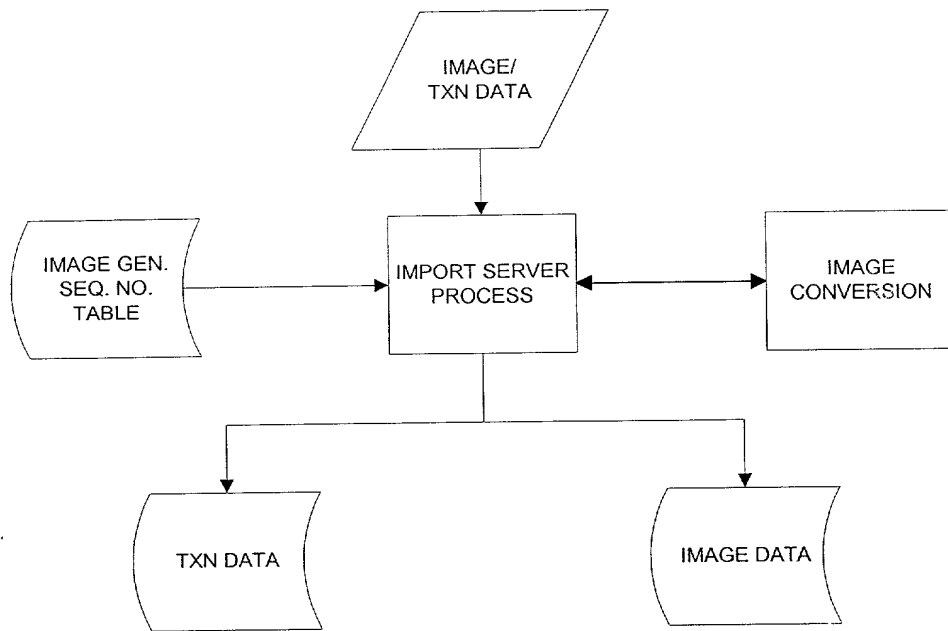 IMAGE/
TXN DATA
IMAGE GEN.
SEQ. NO.
TABLE
IMPORT SERVER
PROCESS
IMAGE
CONVERSION
TXN DATA
IMAGE DATA